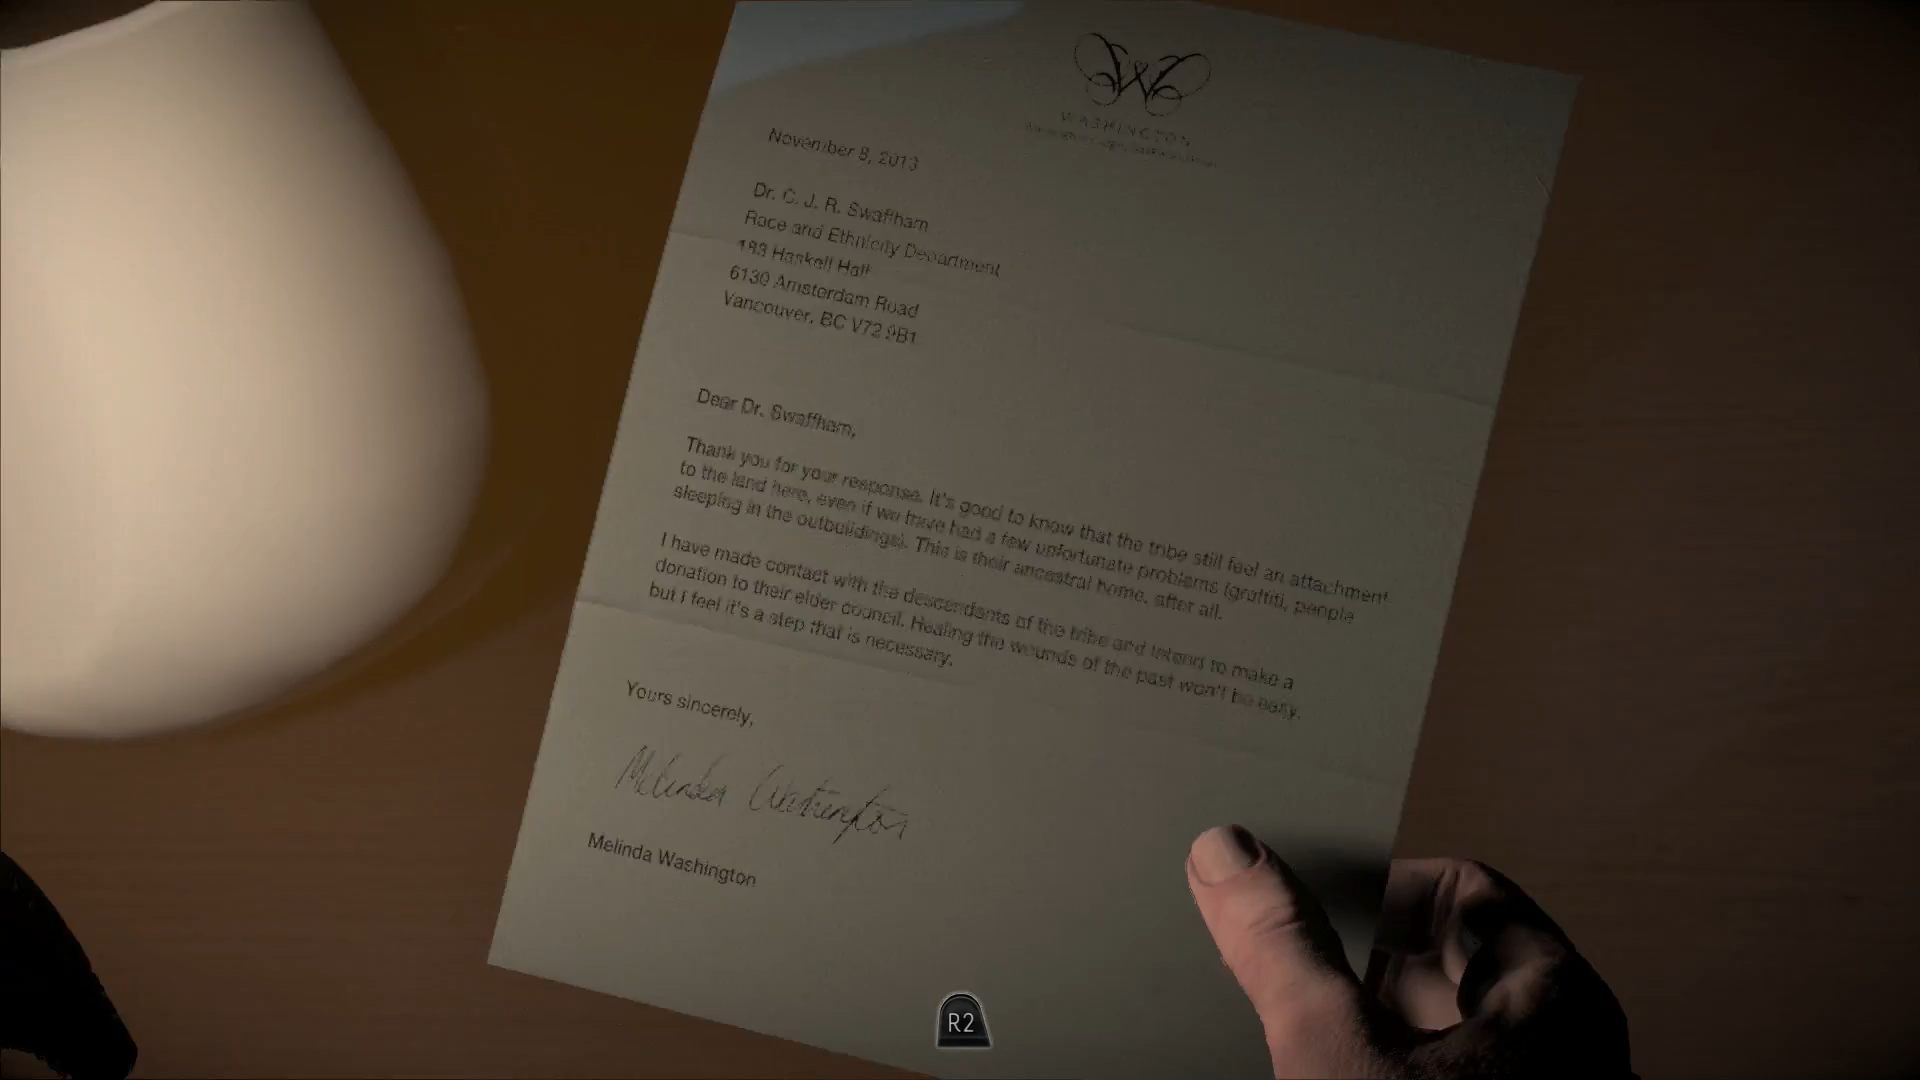 W
WASHINGTON
November 8, 2013
Dr. C. J. R. Swaffham
Race and Ethnicity Department
193 Haskell Hall
6130 Amsterdam Road
Vancouver, BC V72 9B1
Dear Dr. Swaffham,
Thank you for your response. It's good to know that the tribe still feel an attachment
to the land here, even if we have had a few unfortunate problems (graffiti, people
sleeping in the outbuildings). This is their ancestral home, after all.
I have made contact with the descendants of the tribe and intend to make a
donation to their elder council. Healing the wounds of the past won't be easy,
but I feel it's a step that is necessary.
Yours sincerely,
Melinda Washington
Melinda Washington
R2